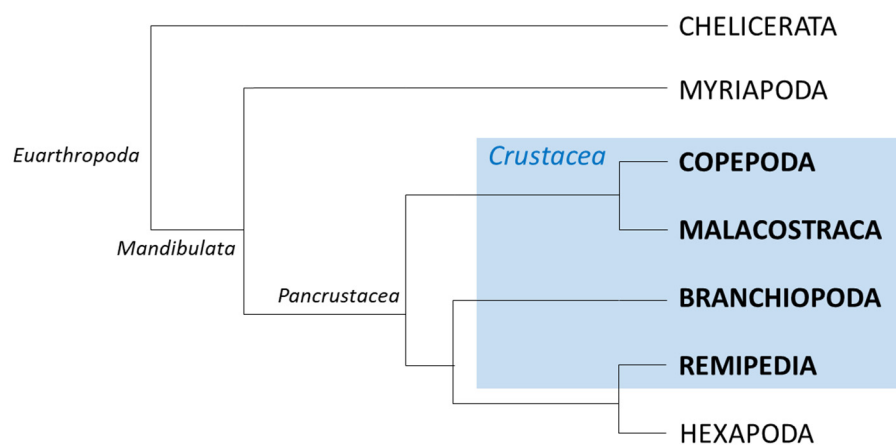 CHELICERATA
MYRIAPODA
Euarthropoda
Crustacea
COPEPODA
Mandibulata
MALACOSTRACA
Pancrustacea
BRANCHIOPODA
REMIPEDIA
HEXAPODA